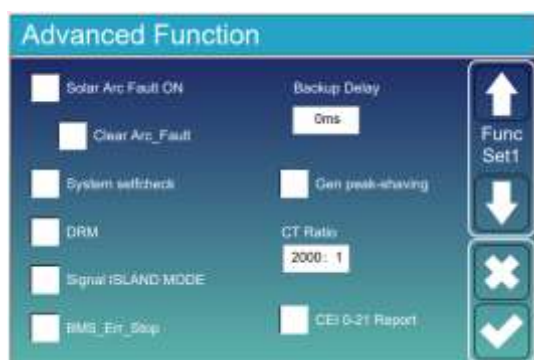 Advanced Function
Solar Arc Fault ON
Backup Delay
0ms
Clear Arc_Fault
Func
Set1
System selfcheck
Gen peak-shaving
DRM
CT Ratio
2000: 1
Signal ISLAND MODE
BMS_Err_Stop
CEI 0-21 Report